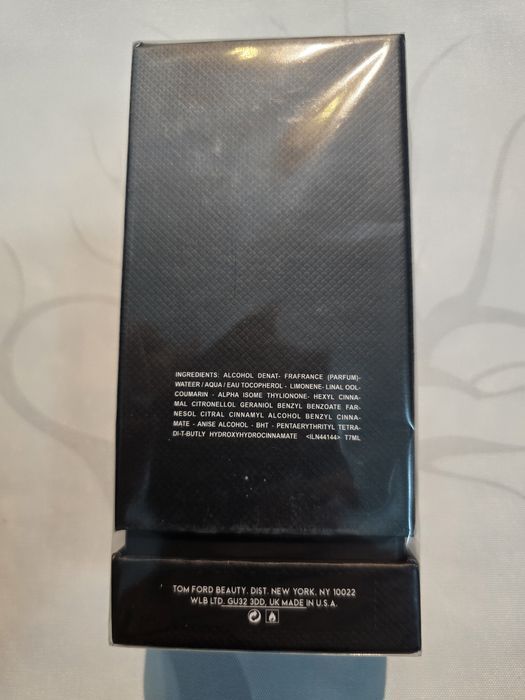 INGREDIENTS: ALCOHOL DENAT- FRAFRANCE (PARFUM)-
WATEER / AQUA / EAU TOCOPHEROL - LIMONENE- LINAL OOL-
COUMARIN - ALPHA ISOME THYLIONONE- HEXYL CINNA-
MAL CITRONELLOL GERANIOL BENZYL BENZOATE FAR-
NESOL CITRAL CINNAMYL ALCOHOL BENZYL CINNA-
MATE - ANISE ALCOHOL - BHT - PENTAERYTHRITYL TETRA-
DI-T-BUTLY HYDROXYHYDROCINNAMATE <ILN44144> T7ML
TOM FORD BEAUTY. DIST. NEW YORK. NY 10022
WLB LTD. GU32 3DD. UK MADE IN U.S.A.